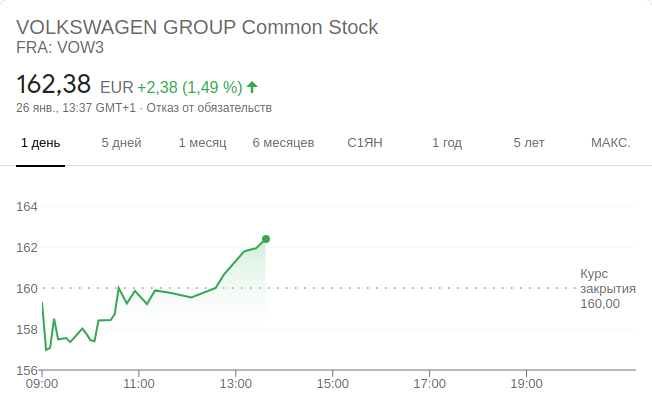 VOLKSWAGEN GROUP Common Stock
FRA: VOW3
162,38 EUR +2,38 (1,49 %)
26 янв., 13:37 GMT+1 · Отказ от обязательств
1 день 5 дней 1 месяц 6 месяцев С1ЯН 1 год 5 лет МАКС.
164
162
160
158
156
Курс
закрытия
160,00
09:00 11:00 13:00 15:00 17:00 19:00